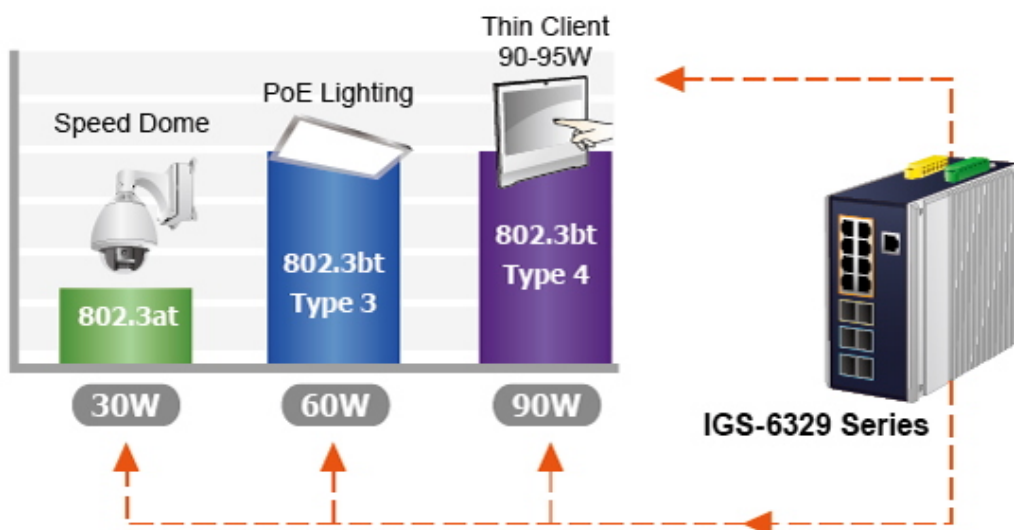 Thin Client
90-95W
PoE Lighting
Speed Dome
802.3at
802.3bt
Type 3
802.3bt
Type 4
30W
60W
90W
IGS-6329 Series